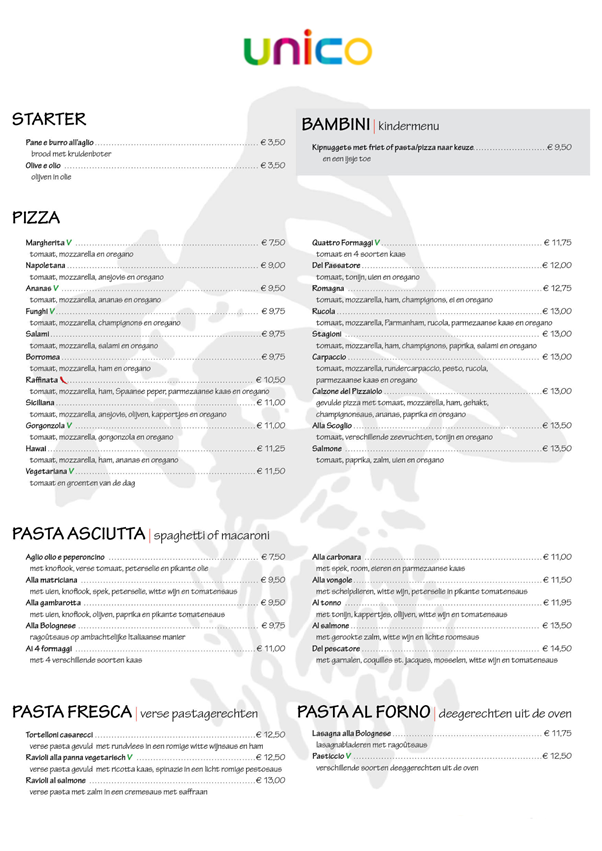 unico
STARTER
Pane e burro all'aglio € 3,50
brood met kruidenboter
Olive e olio € 3,50
olijven in olie
BAMBINI | kindermenu
Kipnuggets met friet of pasta/pizza naar keuze € 9,50
en een ijsje toe
PIZZA
Margherita V € 7,50
tomaat, mozzarella en oregano
Napoletana € 9,00
tomaat, mozzarella, ansjovis en oregano
Ananas V € 9,50
tomaat, mozzarella, ananas en oregano
Funghi V € 9,75
tomaat, mozzarella, champignons en oregano
Salami € 9,75
tomaat, mozzarella, salami en oregano
Borromea € 9,75
tomaat, mozzarella, ham en oregano
Raffinata € 10,50
tomaat, mozzarella, ham, Spaanse peper, parmezaanse kaas en oregano
Siciliana € 11,00
tomaat, mozzarella, ansjovis, olijven, kappertjes en oregano
Gorgonzola V € 11,00
tomaat, mozzarella, gorgonzola en oregano
Hawai € 11,25
tomaat, mozzarella, ham, ananas en oregano
Vegetariana V € 11,50
tomaat en groenten van de dag
Quattro Formaggi V € 11,75
tomaat en 4 soorten kaas
Del Passatore € 12,00
tomaat, tonijn, uien en oregano
Romagna € 12,75
tomaat, mozzarella, ham, champignons, ei en oregano
Rucola € 13,00
tomaat, mozzarella, Parmaham, rucola, parmezaanse kaas en oregano
Stagioni € 13,00
tomaat, mozzarella, ham, champignons, paprika, salami en oregano
Carpaccio € 13,00
tomaat, mozzarella, rundercarpaccio, pesto, rucola,
parmezaanse kaas en oregano
Calzone del Pizzaiolo € 13,00
gevulde pizza met tomaat, mozzarella, ham, gehakt,
champignonsaus, ananas, paprika en oregano
Alla Scoglio € 13,50
tomaat, verschillende zeevruchten, tonijn en oregano
Salmone € 13,50
tomaat, paprika, zalm, uien en oregano
PASTA ASCIUTTA | spaghetti of macaroni
Aglio olio e peperoncino € 7,50
met knoflook, verse tomaat, peterselie en pikante olie
Alla matriciana € 9,50
met uien, knoflook, spek, peterselie, witte wijn en tomatensaus
Alla gambarotta € 9,50
met uien, knoflook, olijven, paprika en pikante tomatensaus
Alla Bolognese € 9,75
ragoûtsaus op ambachtelijke Italiaanse manier
Ai 4 formaggi € 11,00
met 4 verschillende soorten kaas
Alla carbonara € 11,00
met spek, room, eieren en parmezaanse kaas
Alla vongole € 11,50
met schelpdieren, witte wijn, peterselie in pikante tomatensaus
Al tonno € 11,95
met tonijn, kappertjes, ollijven, witte wijn en tomatensaus
Al salmone € 13,50
met gerookte zalm, witte wijn en lichte roomsaus
Del pescatore € 14,50
met garnalen, coquilles st. jacques, mosselen, witte wijn en tomatensaus
PASTA FRESCA | verse pastagerechten
Tortelloni casarecci € 12,50
verse pasta gevuld met rundvlees in een romige witte wijnsaus en ham
Ravioli alla panna vegetarisch V € 12,50
verse pasta gevuld met ricotta kaas, spinazie in een licht romige pestosaus
Ravioli al salmone € 13,00
verse pasta met zalm in een cremesaus met saffraan
PASTA AL FORNO | deegerechten uit de oven
Lasagna alla Bolognese € 11,75
lasagnabladeren met ragoûtsaus
Pasticcio V € 12,50
verschillende soorten deeggerechten uit de oven